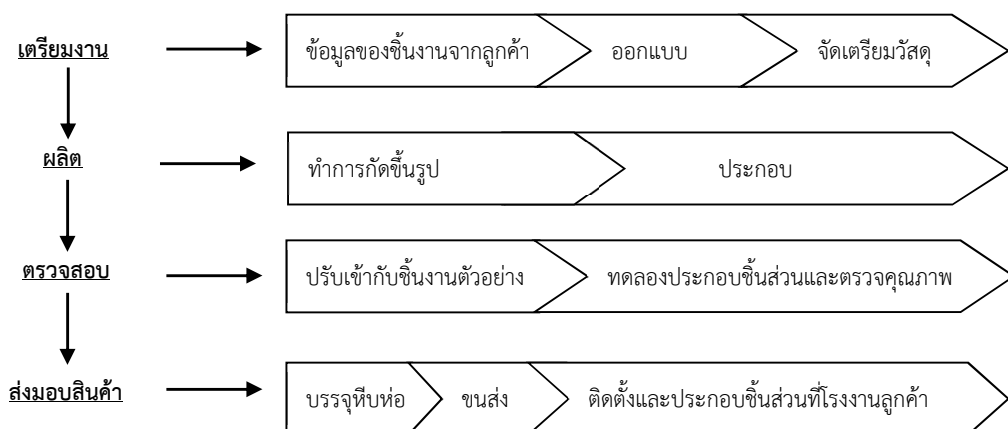 เตรียมงาน
ข้อมูลของชิ้นงานจากลูกค้า
ออกแบบ
จัดเตรียมวัสดุ
ผลิต
ทำการกัดขึ้นรูป
ประกอบ
ตรวจสอบ
ปรับเข้ากับชิ้นงานตัวอย่าง
ทดลองประกอบชิ้นส่วนและตรวจคุณภาพ
ส่งมอบสินค้า
บรรจุหีบห่อ
ขนส่ง
ติดตั้งและประกอบชิ้นส่วนที่โรงงานลูกค้า